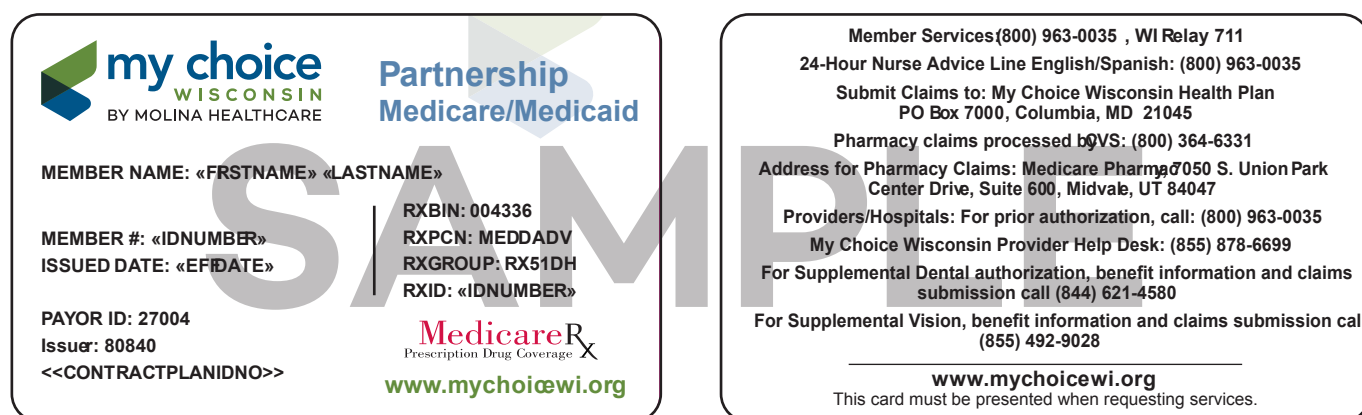 my choice
WISCONSIN
BY MOLINA HEALTHCARE
Partnership
Medicare/Medicaid
SAMPLE
MEMBER NAME: «FIRSTNAME» «LASTNAME»
MEMBER #: «IDNUMBER»
ISSUED DATE: «EFFDATE»
PAYOR ID: 27004
Issuer: 80840
<<CONTRACTPLANIDNO>>
RXBIN: 004336
RXPCN: MEDDADV
RXGROUP: RX51DH
RXID: «IDNUMBER»
MedicareRx
Prescription Drug Coverage
www.mychoicewi.org
Member Services:(800) 963-0035 , WI Relay 711
24-Hour Nurse Advice Line English/Spanish: (800) 963-0035
Submit Claims to: My Choice Wisconsin Health Plan
PO Box 7000, Columbia, MD 21045
Pharmacy claims processed by CVS: (800) 364-6331
Address for Pharmacy Claims: Medicare Pharmacy, 7050 S. Union Park
Center Drive, Suite 600, Midvale, UT 84047
Providers/Hospitals: For prior authorization, call: (800) 963-0035
My Choice Wisconsin Provider Help Desk: (855) 878-6699
For Supplemental Dental authorization, benefit information and claims
submission call (844) 621-4580
For Supplemental Vision, benefit information and claims submission cal
(855) 492-9028
www.mychoicewi.org
This card must be presented when requesting services.